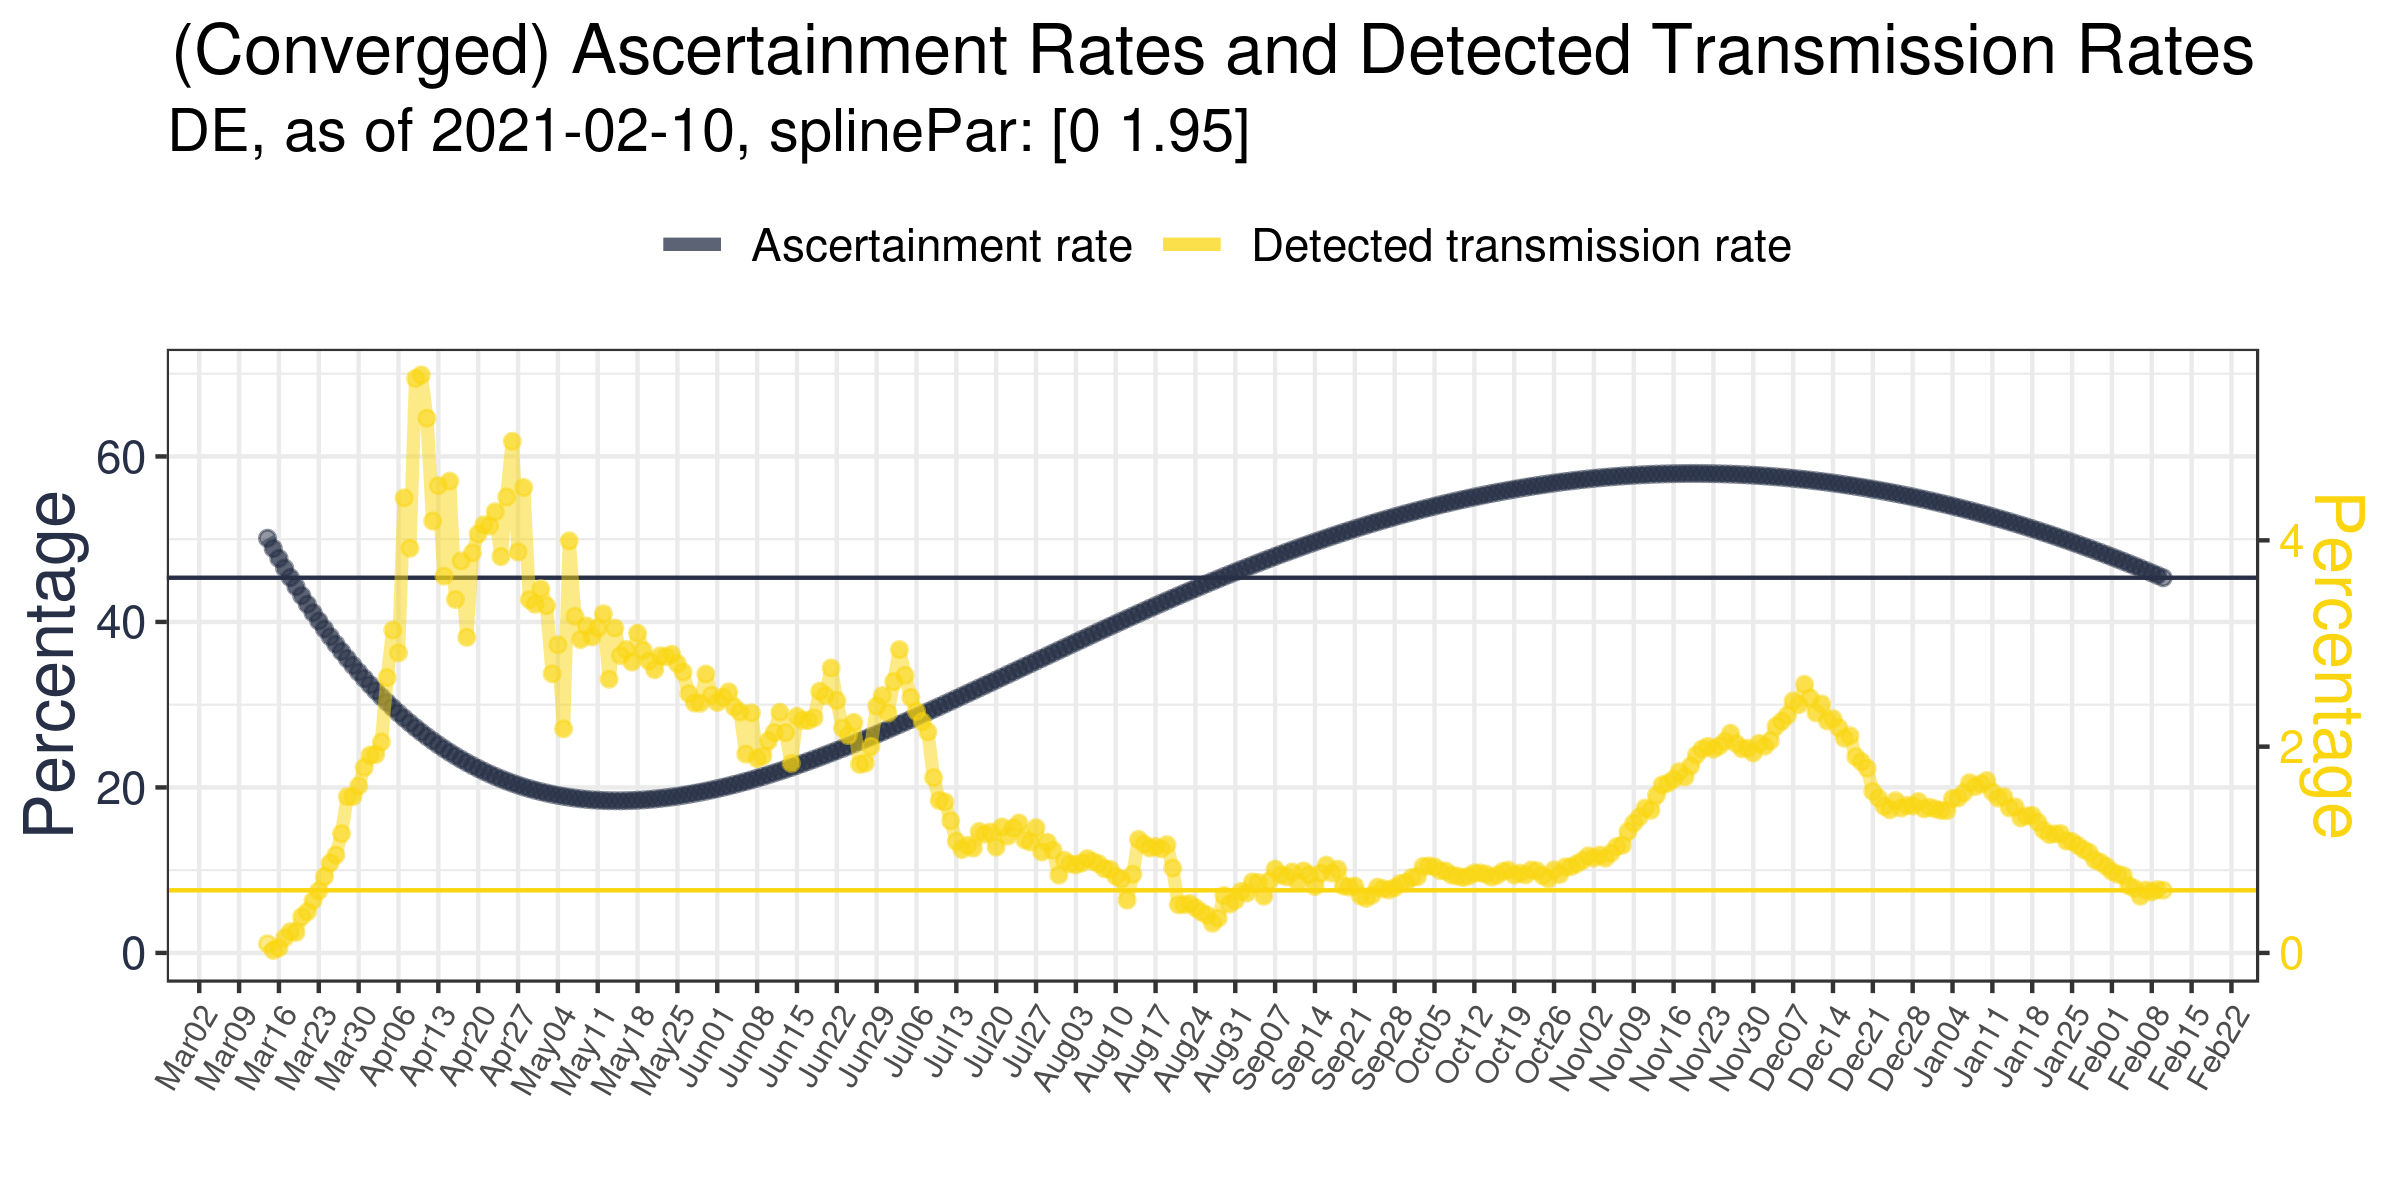 (Converged) Ascertainment Rates and Detected Transmission Rates
DE, as of 2021-02-10, splinePar: [0 1.95]
Ascertainment rate Detected transmission rate
Percentage
60
40
20
0
4
2
0
Percentage
Mar02 Mar09 Mar16 Mar23 Mar30 Apr06 Apr13 Apr20 Apr27 May04 May11 May18 May25 Jun01 Jun08 Jun15 Jun22 Jun29 Jul06 Jul13 Jul20 Jul27 Aug03 Aug10 Aug17 Aug24 Aug31 Sep07 Sep14 Sep21 Sep28 Oct05 Oct12 Oct19 Oct26 Nov02 Nov09 Nov16 Nov23 Nov30 Dec07 Dec14 Dec21 Dec28 Jan04 Jan11 Jan18 Jan25 Feb01 Feb08 Feb15 Feb22